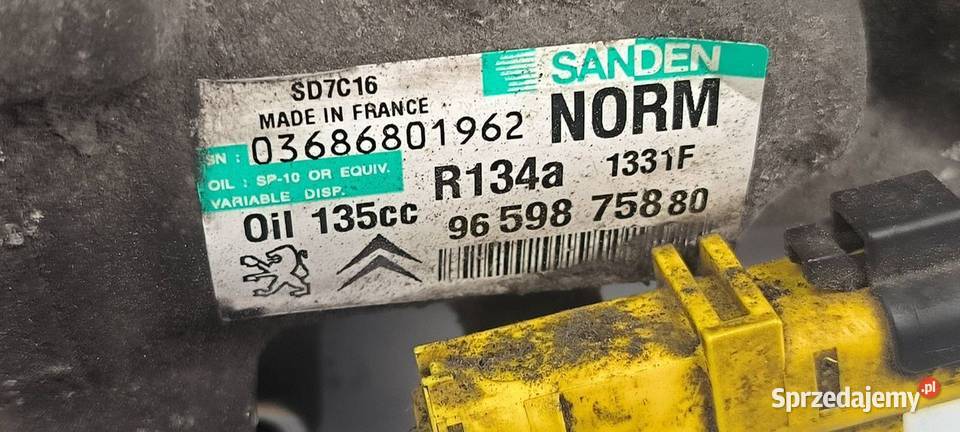 SANDEN
SD7C16
MADE IN FRANCE
NORM
SN : 03686801962
OIL : SP-10 OR EQUIV.
VARIABLE DISP.
R134a 1331F
Oil 135cc 96 598 758 80
Sprzedajemy.pl